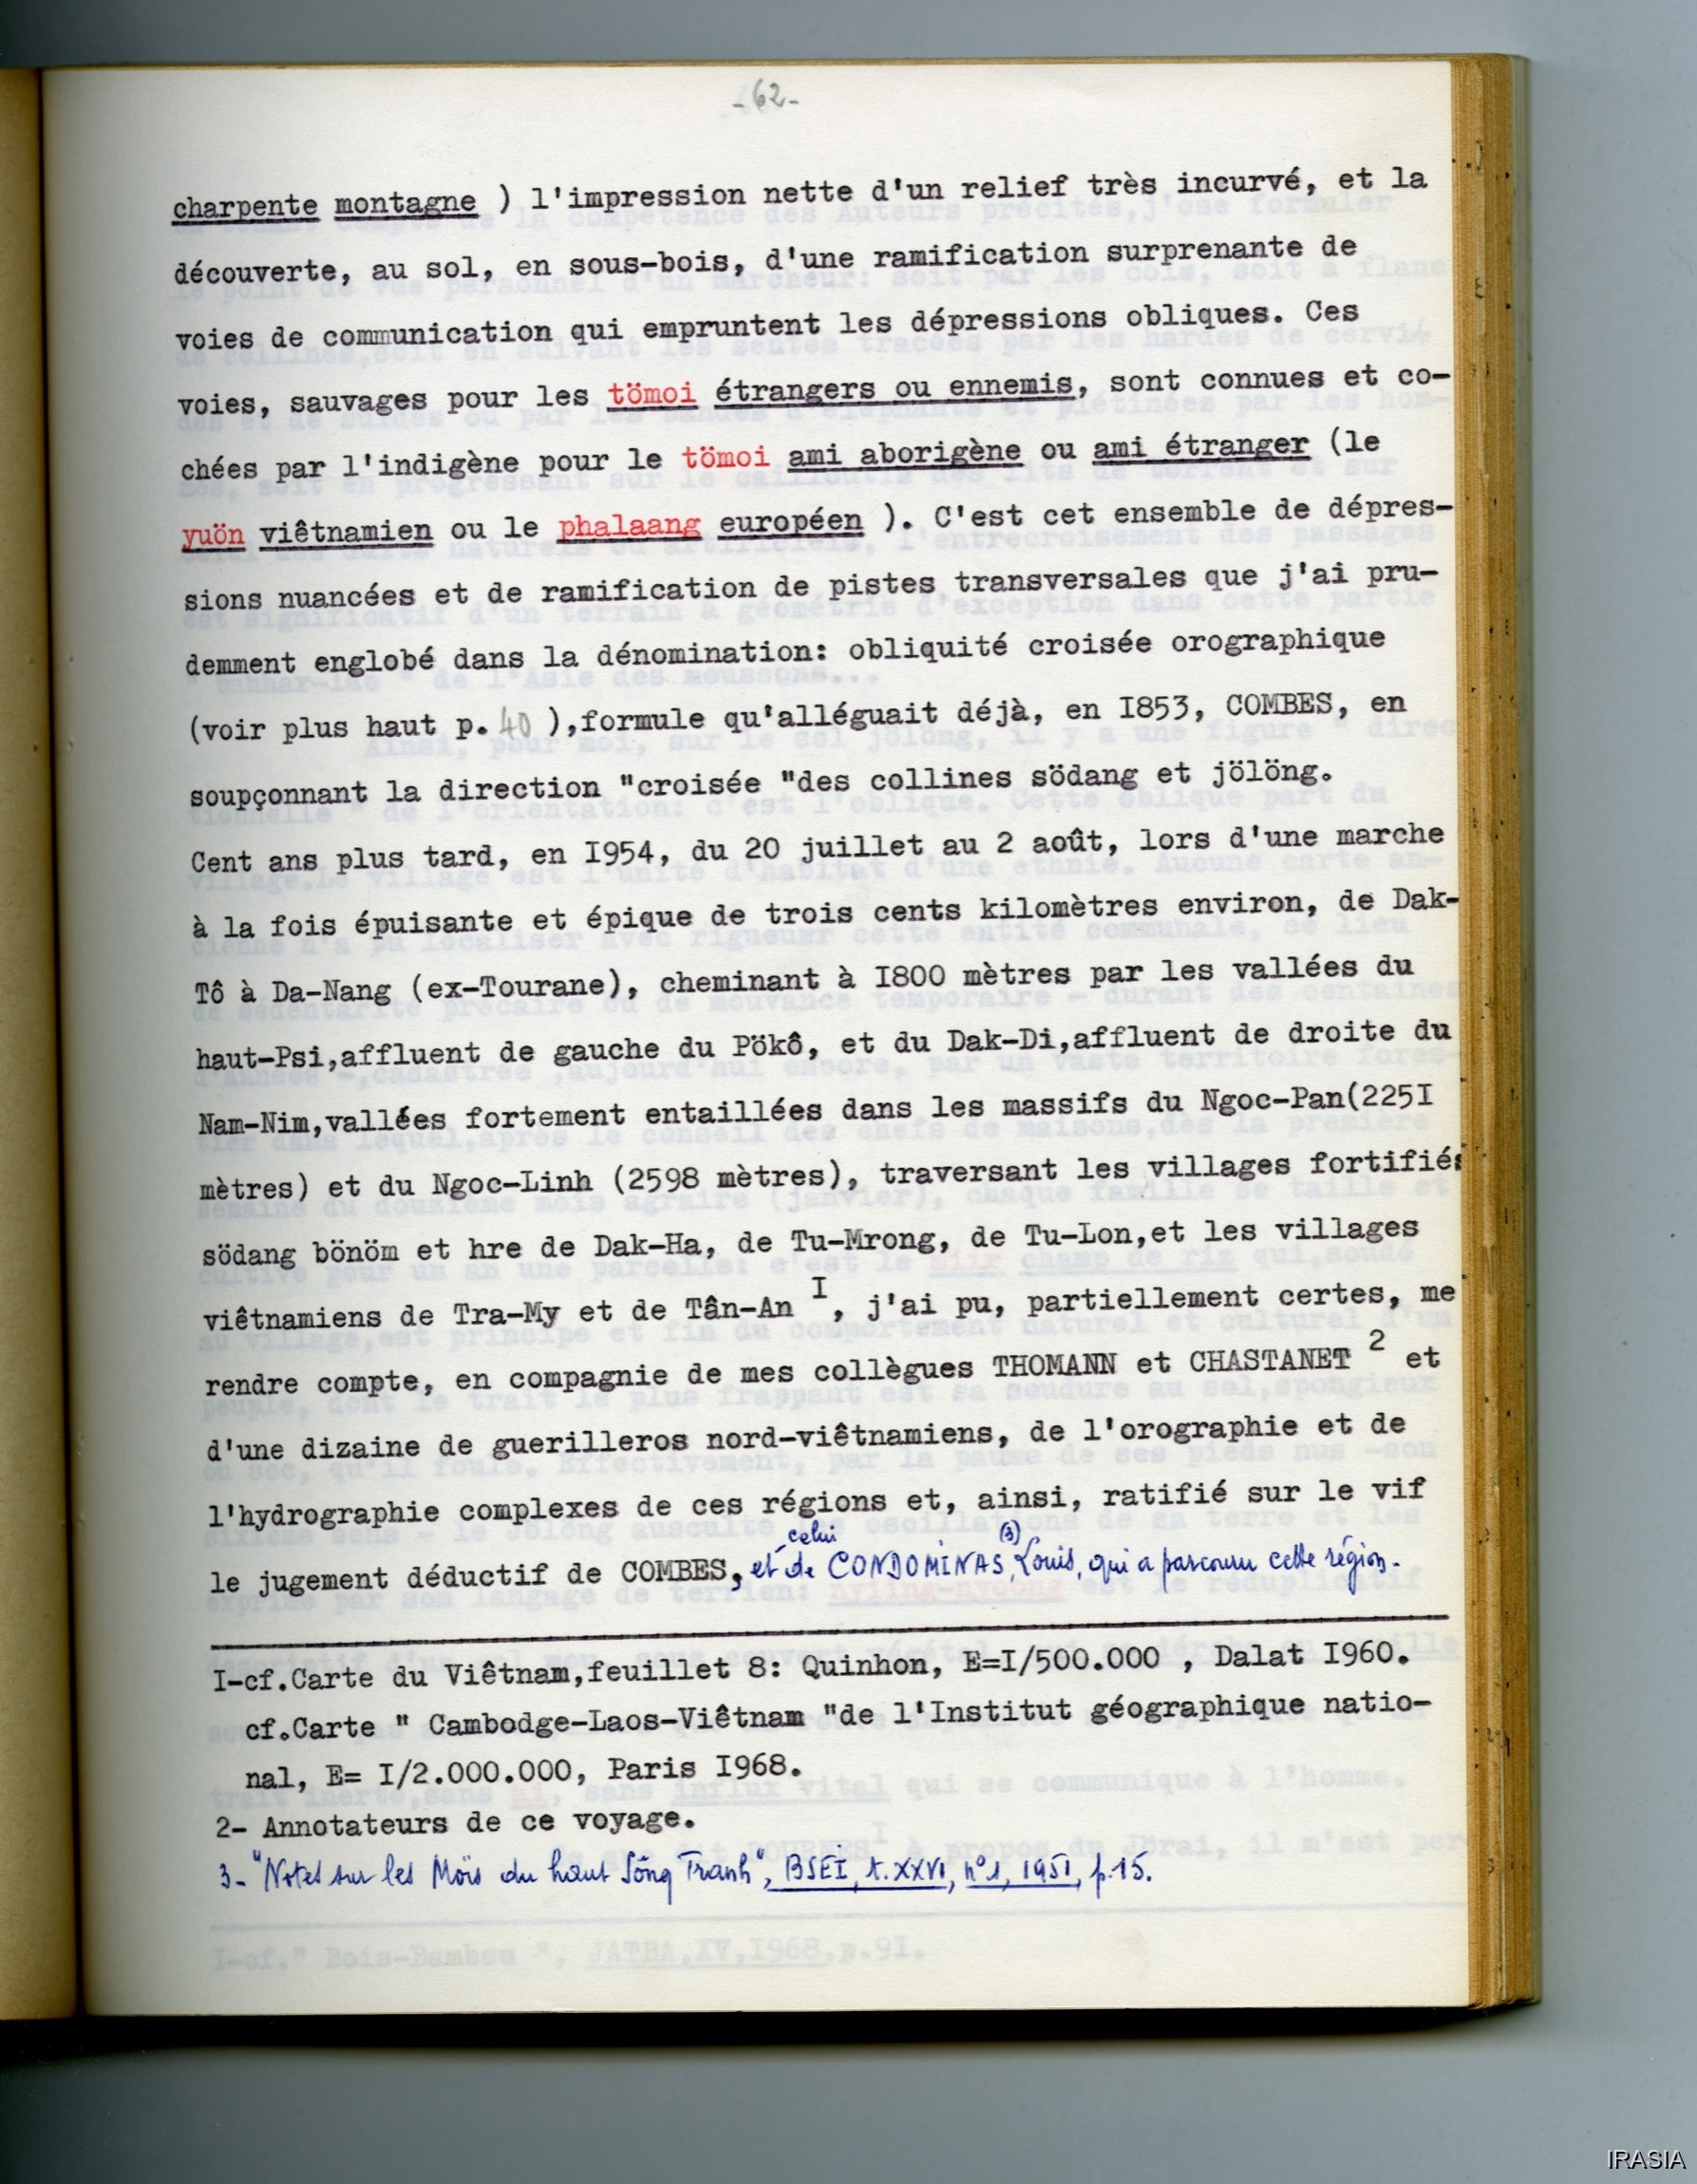 -62-
charpente montagne ) l'impression nette d'un relief très incurvé, et la
découverte, au sol, en sous-bois, d'une ramification surprenante de
voies de communication qui empruntent les dépressions obliques. Ces
voies, sauvages pour les tömoi étrangers ou ennemis, sont connues et co-
chées par l'indigène pour le tömoi ami aborigène ou ami étranger (le
yuön viêtnamien ou le phalaang européen ). C'est cet ensemble de dépres-
sions nuancées et de ramification de pistes transversales que j'ai pru-
demment englobé dans la dénomination: obliquité croisée orographique
(voir plus haut p. 40 ),formule qu'alléguait déjà, en I853, COMBES, en
soupçonnant la direction "croisée "des collines södang et jölöng.
Cent ans plus tard, en I954, du 20 juillet au 2 août, lors d'une marche
à la fois épuisante et épique de trois cents kilomètres environ, de Dak-
Tô à Da-Nang (ex-Tourane), cheminant à I800 mètres par les vallées du
haut-Psi,affluent de gauche du Pökô, et du Dak-Di,affluent de droite du
Nam-Nim,vallées fortement entaillées dans les massifs du Ngoc-Pan(225I
mètres) et du Ngoc-Linh (2598 mètres), traversant les villages fortifiés
södang bönöm et hre de Dak-Ha, de Tu-Mrong, de Tu-Lon,et les villages
viêtnamiens de Tra-My et de Tân-An I, j'ai pu, partiellement certes, me
rendre compte, en compagnie de mes collègues THOMANN et CHASTANET 2 et
d'une dizaine de guerilleros nord-viêtnamiens, de l'orographie et de
l'hydrographie complexes de ces régions et, ainsi, ratifié sur le vif
le jugement déductif de COMBES, et celui de CONDOMINAS (3), Louis, qui a parcouru cette région.
I-cf.Carte du Viêtnam,feuillet 8: Quinhon, E=I/500.000 , Dalat I960.
cf.Carte " Cambodge-Laos-Viêtnam "de l'Institut géographique natio-
nal, E= I/2.000.000, Paris I968.
2- Annotateurs de ce voyage.
3- "Notes sur les Moïs du haut Sông Tranh", BSEI, t.XXVI, n°1, 1951, p.15.
IRASIA